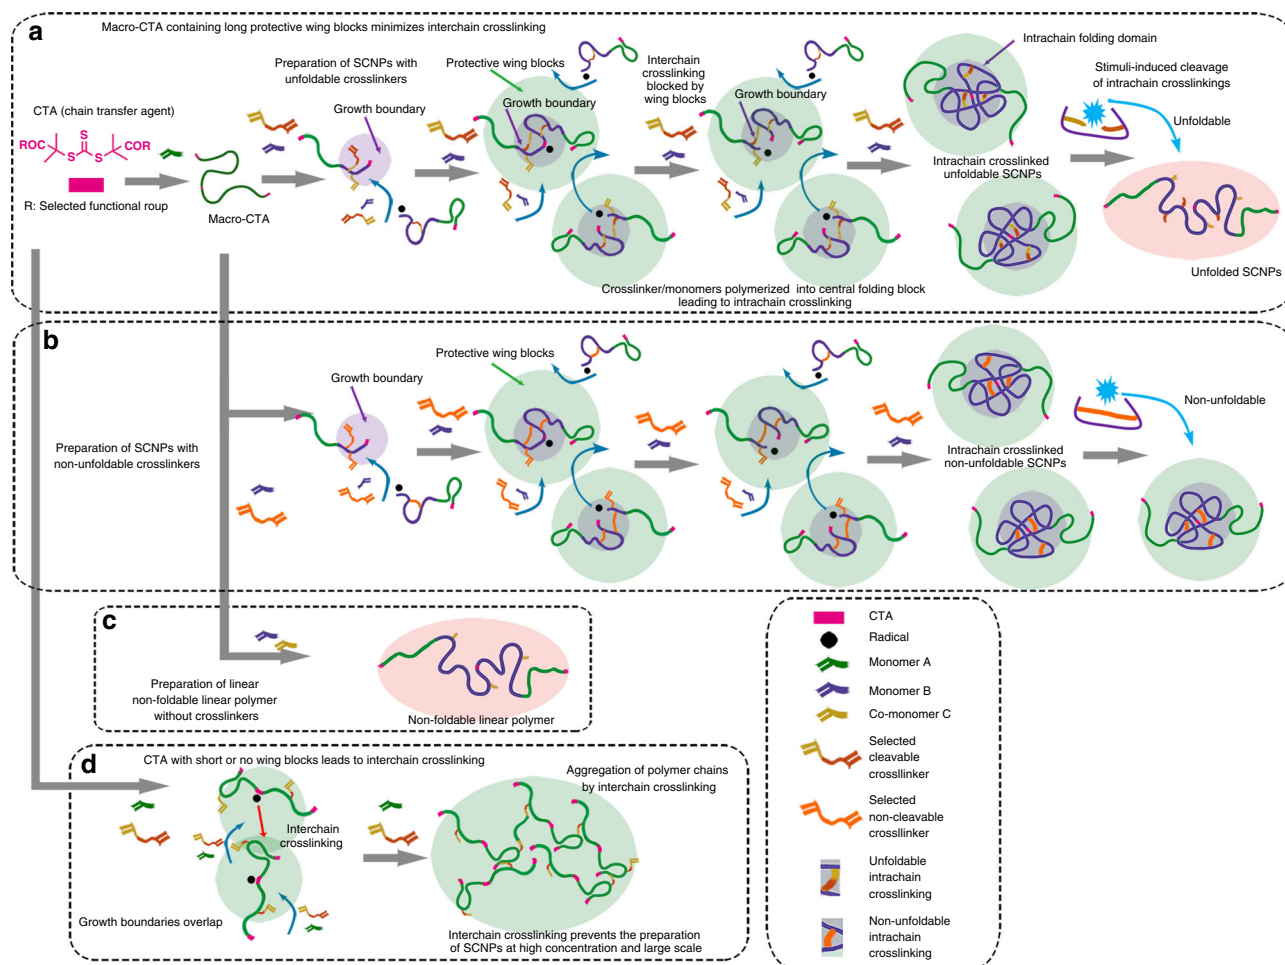 a
Macro-CTA containing long protective wing blocks minimizes interchain crosslinking
CTA (chain transfer agent)
ROC
S
COR
S
S
R: Selected functional roup
Macro-CTA
Preparation of SCNPs with
unfoldable crosslinkers
Growth boundary
Protective wing blocks
Growth boundary
Interchain
crosslinking
blocked by
wing blocks
Growth boundary
Crosslinker/monomers polymerized into central folding block
leading to intrachain crosslinking
Intrachain folding domain
Intrachain crosslinked
unfoldable SCNPs
Stimuli-induced cleavage
of intrachain crosslinkings
Unfoldable
Unfolded SCNPs
b
Preparation of SCNPs with
non-unfoldable crosslinkers
Growth boundary
Protective wing blocks
Intrachain crosslinked
non-unfoldable SCNPs
Non-unfoldable
c
Preparation of linear
non-foldable linear polymer
without crosslinkers
Non-foldable linear polymer
d
CTA with short or no wing blocks leads to interchain crosslinking
Interchain
crosslinking
Growth boundaries overlap
Aggregation of polymer chains
by interchain crosslinking
Interchain crosslinking prevents the preparation
of SCNPs at high concentration and large scale
CTA
Radical
Monomer A
Monomer B
Co-monomer C
Selected
cleavable
crossllinker
Selected
non-cleavable
crossllinker
Unfoldable
intrachain
crosslinking
Non-unfoldable
intrachain
crosslinking